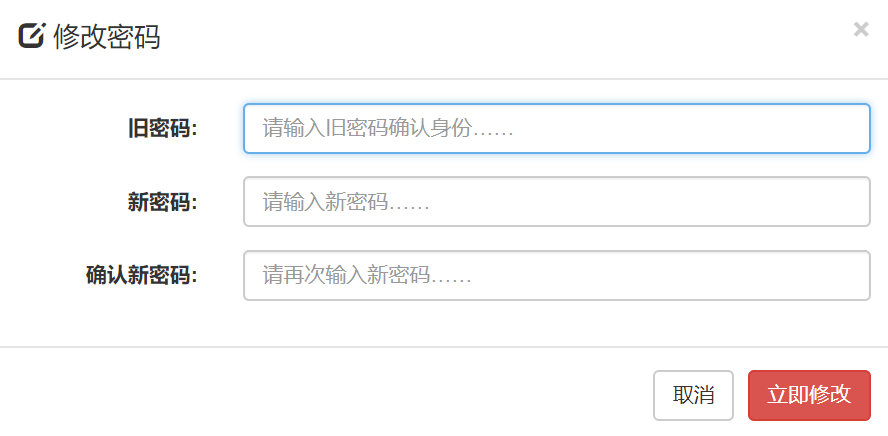 修改密码 ×
旧密码: 请输入旧密码确认身份……
新密码: 请输入新密码……
确认新密码: 请再次输入新密码……
取消 立即修改